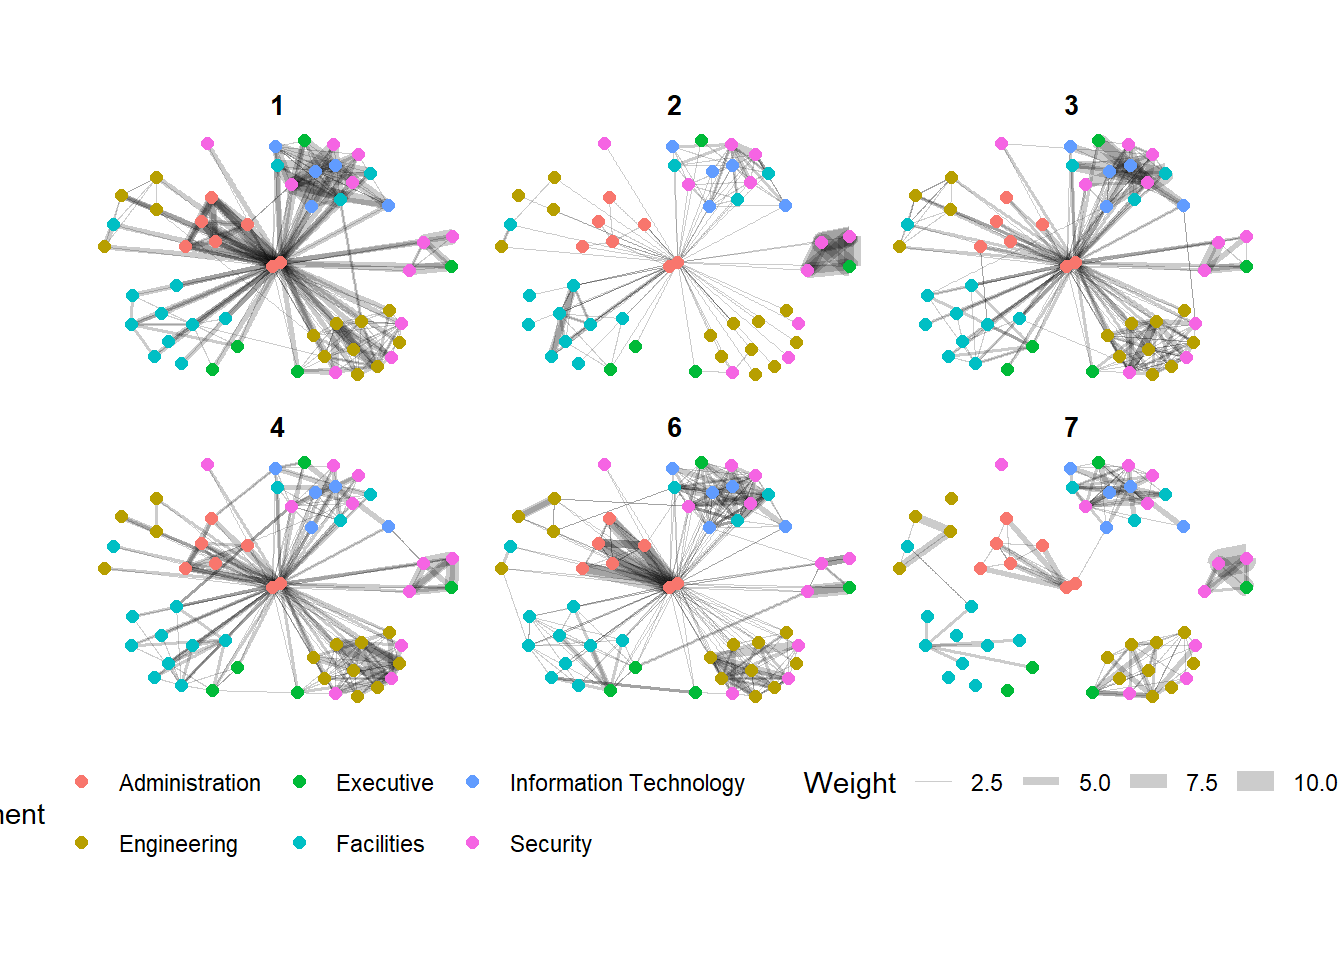 1 2 3
4 6 7
Administration Executive Information Technology Weight 2.5 5.0 7.5 10.0
nent
Engineering Facilities Security